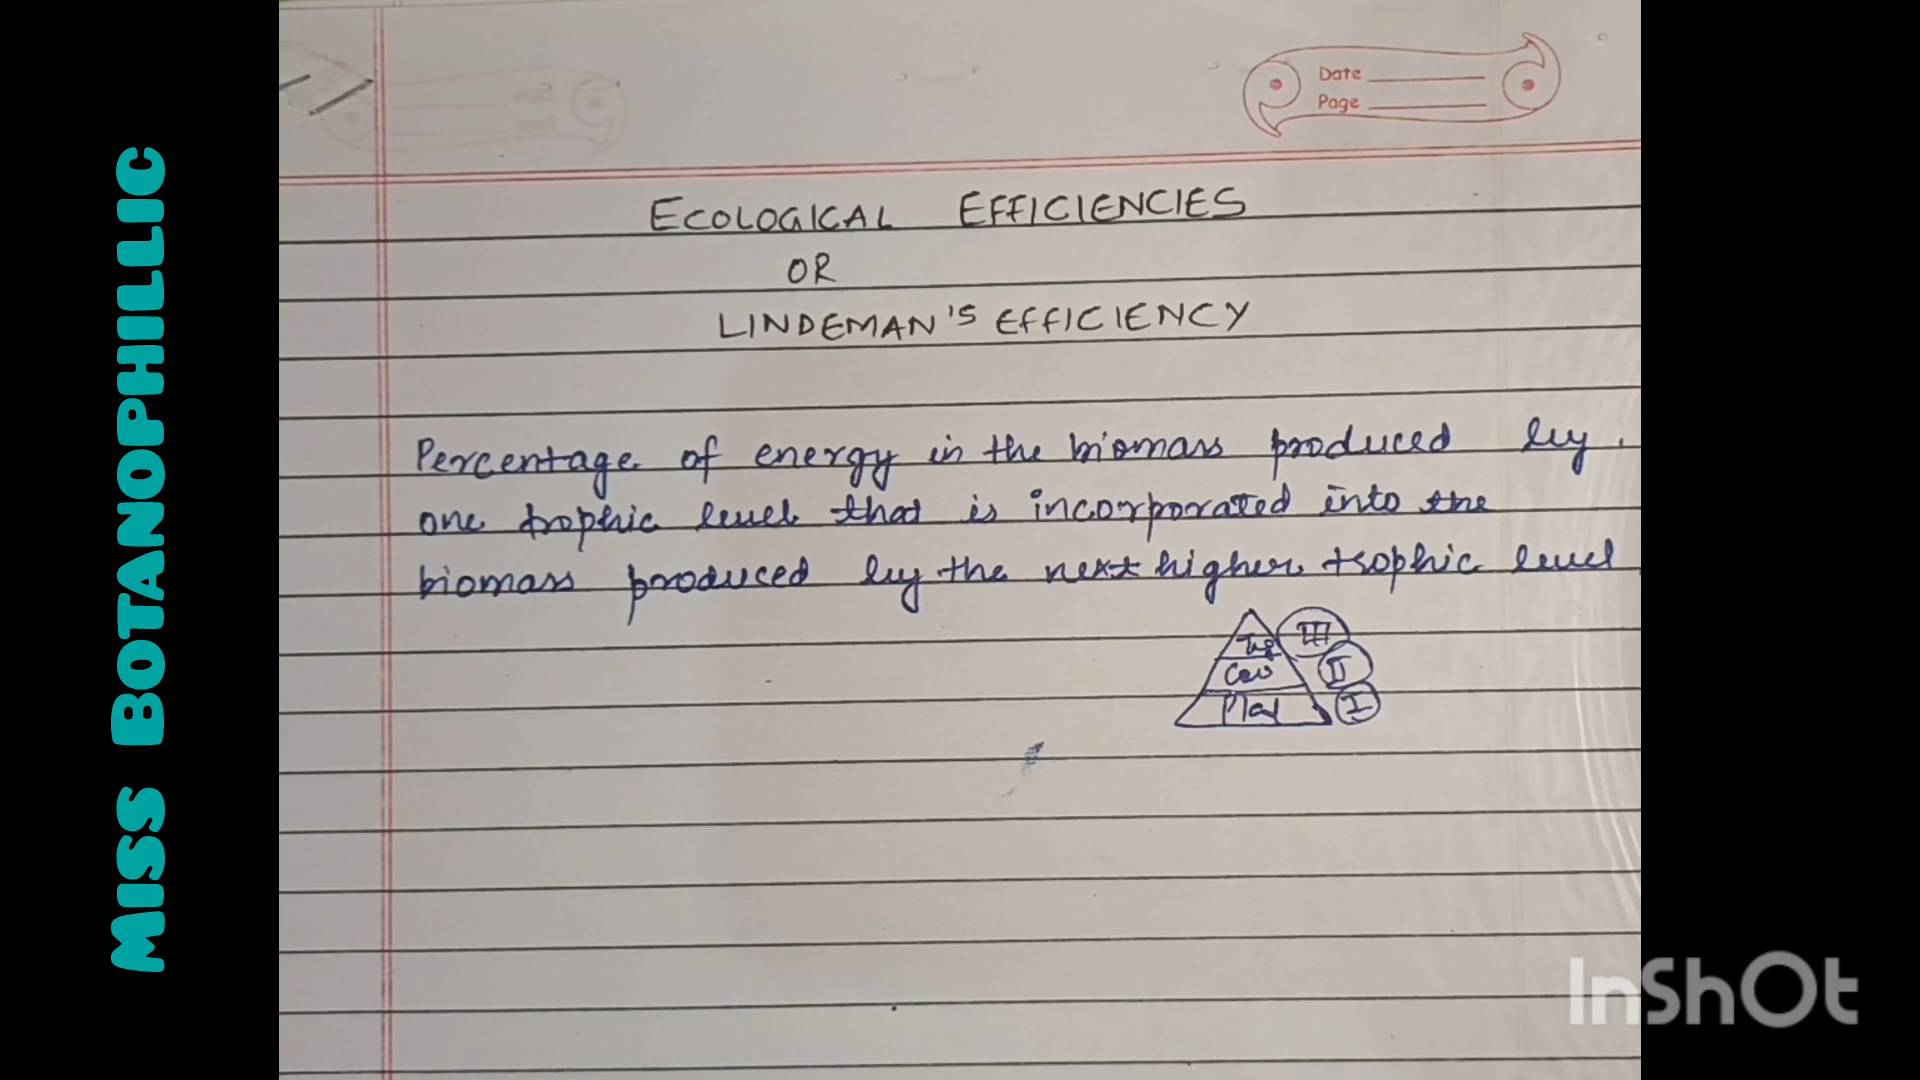 MISS BOTANOPHILLIC
Date
Page
ECOLOGICAL EFFICIENCIES
OR
LINDEMAN'S EFFICIENCY
Percentage of energy in the biomass produced by
one trophic level that is incorporated into the
biomass produced by the next higher trophic level
III
Cow II
I
InShOt